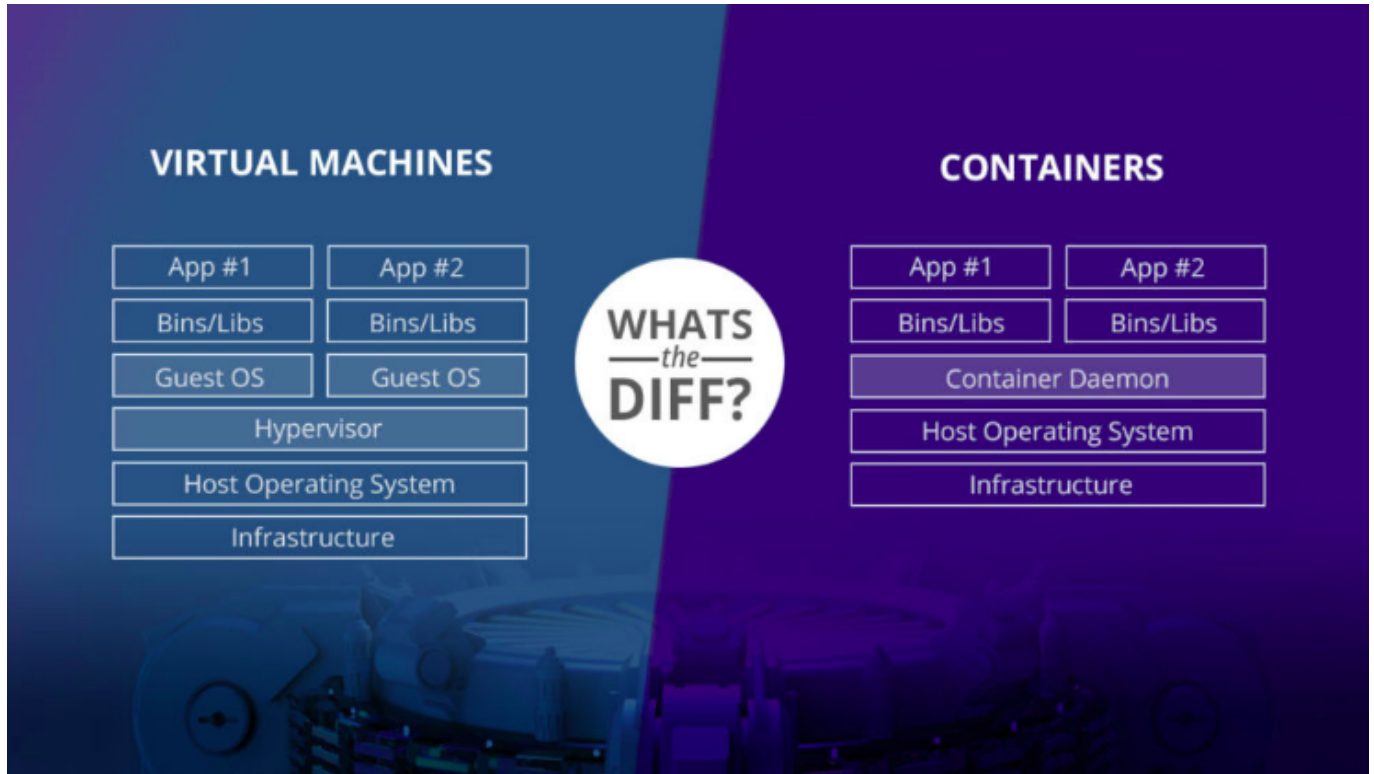 VIRTUAL MACHINES
App #1 App #2
Bins/Libs Bins/Libs
Guest OS Guest OS
Hypervisor
Host Operating System
Infrastructure
WHATS
the
DIFF?
CONTAINERS
App #1 App #2
Bins/Libs Bins/Libs
Container Daemon
Host Operating System
Infrastructure